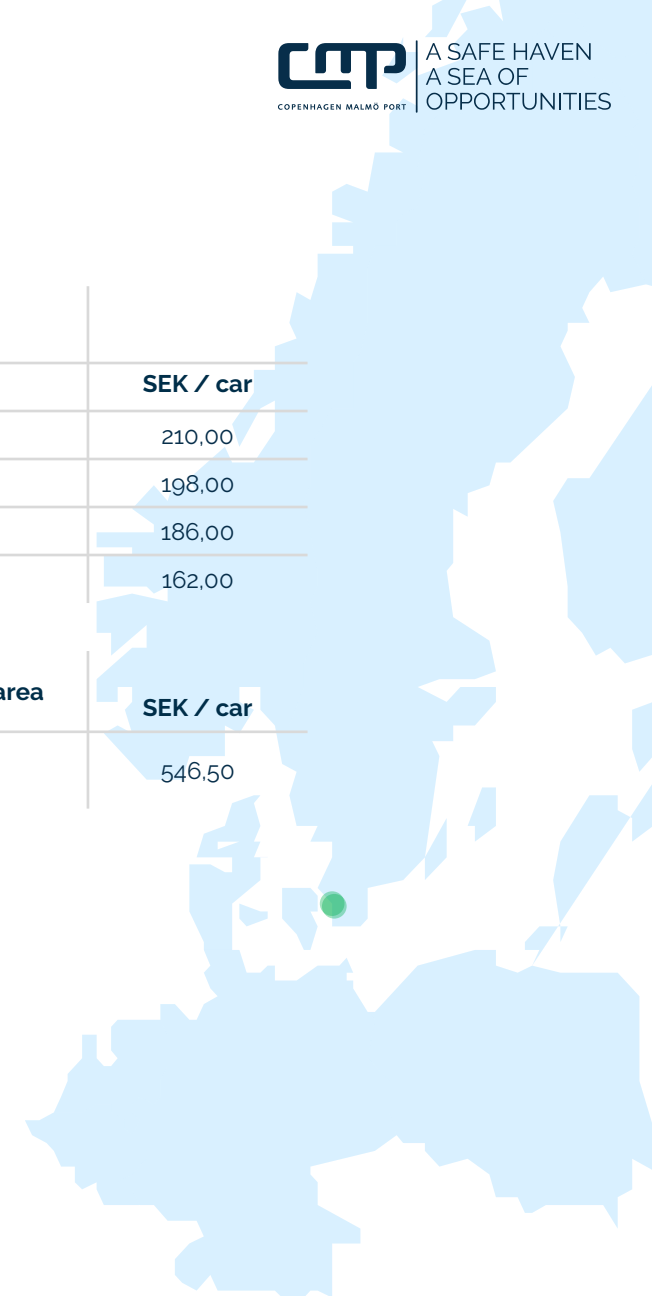 cmp
COPENHAGEN MALMÖ PORT
A SAFE HAVEN
A SEA OF
OPPORTUNITIES
SEK / car
210,00
198,00
186,00
162,00
area
SEK / car
546,50